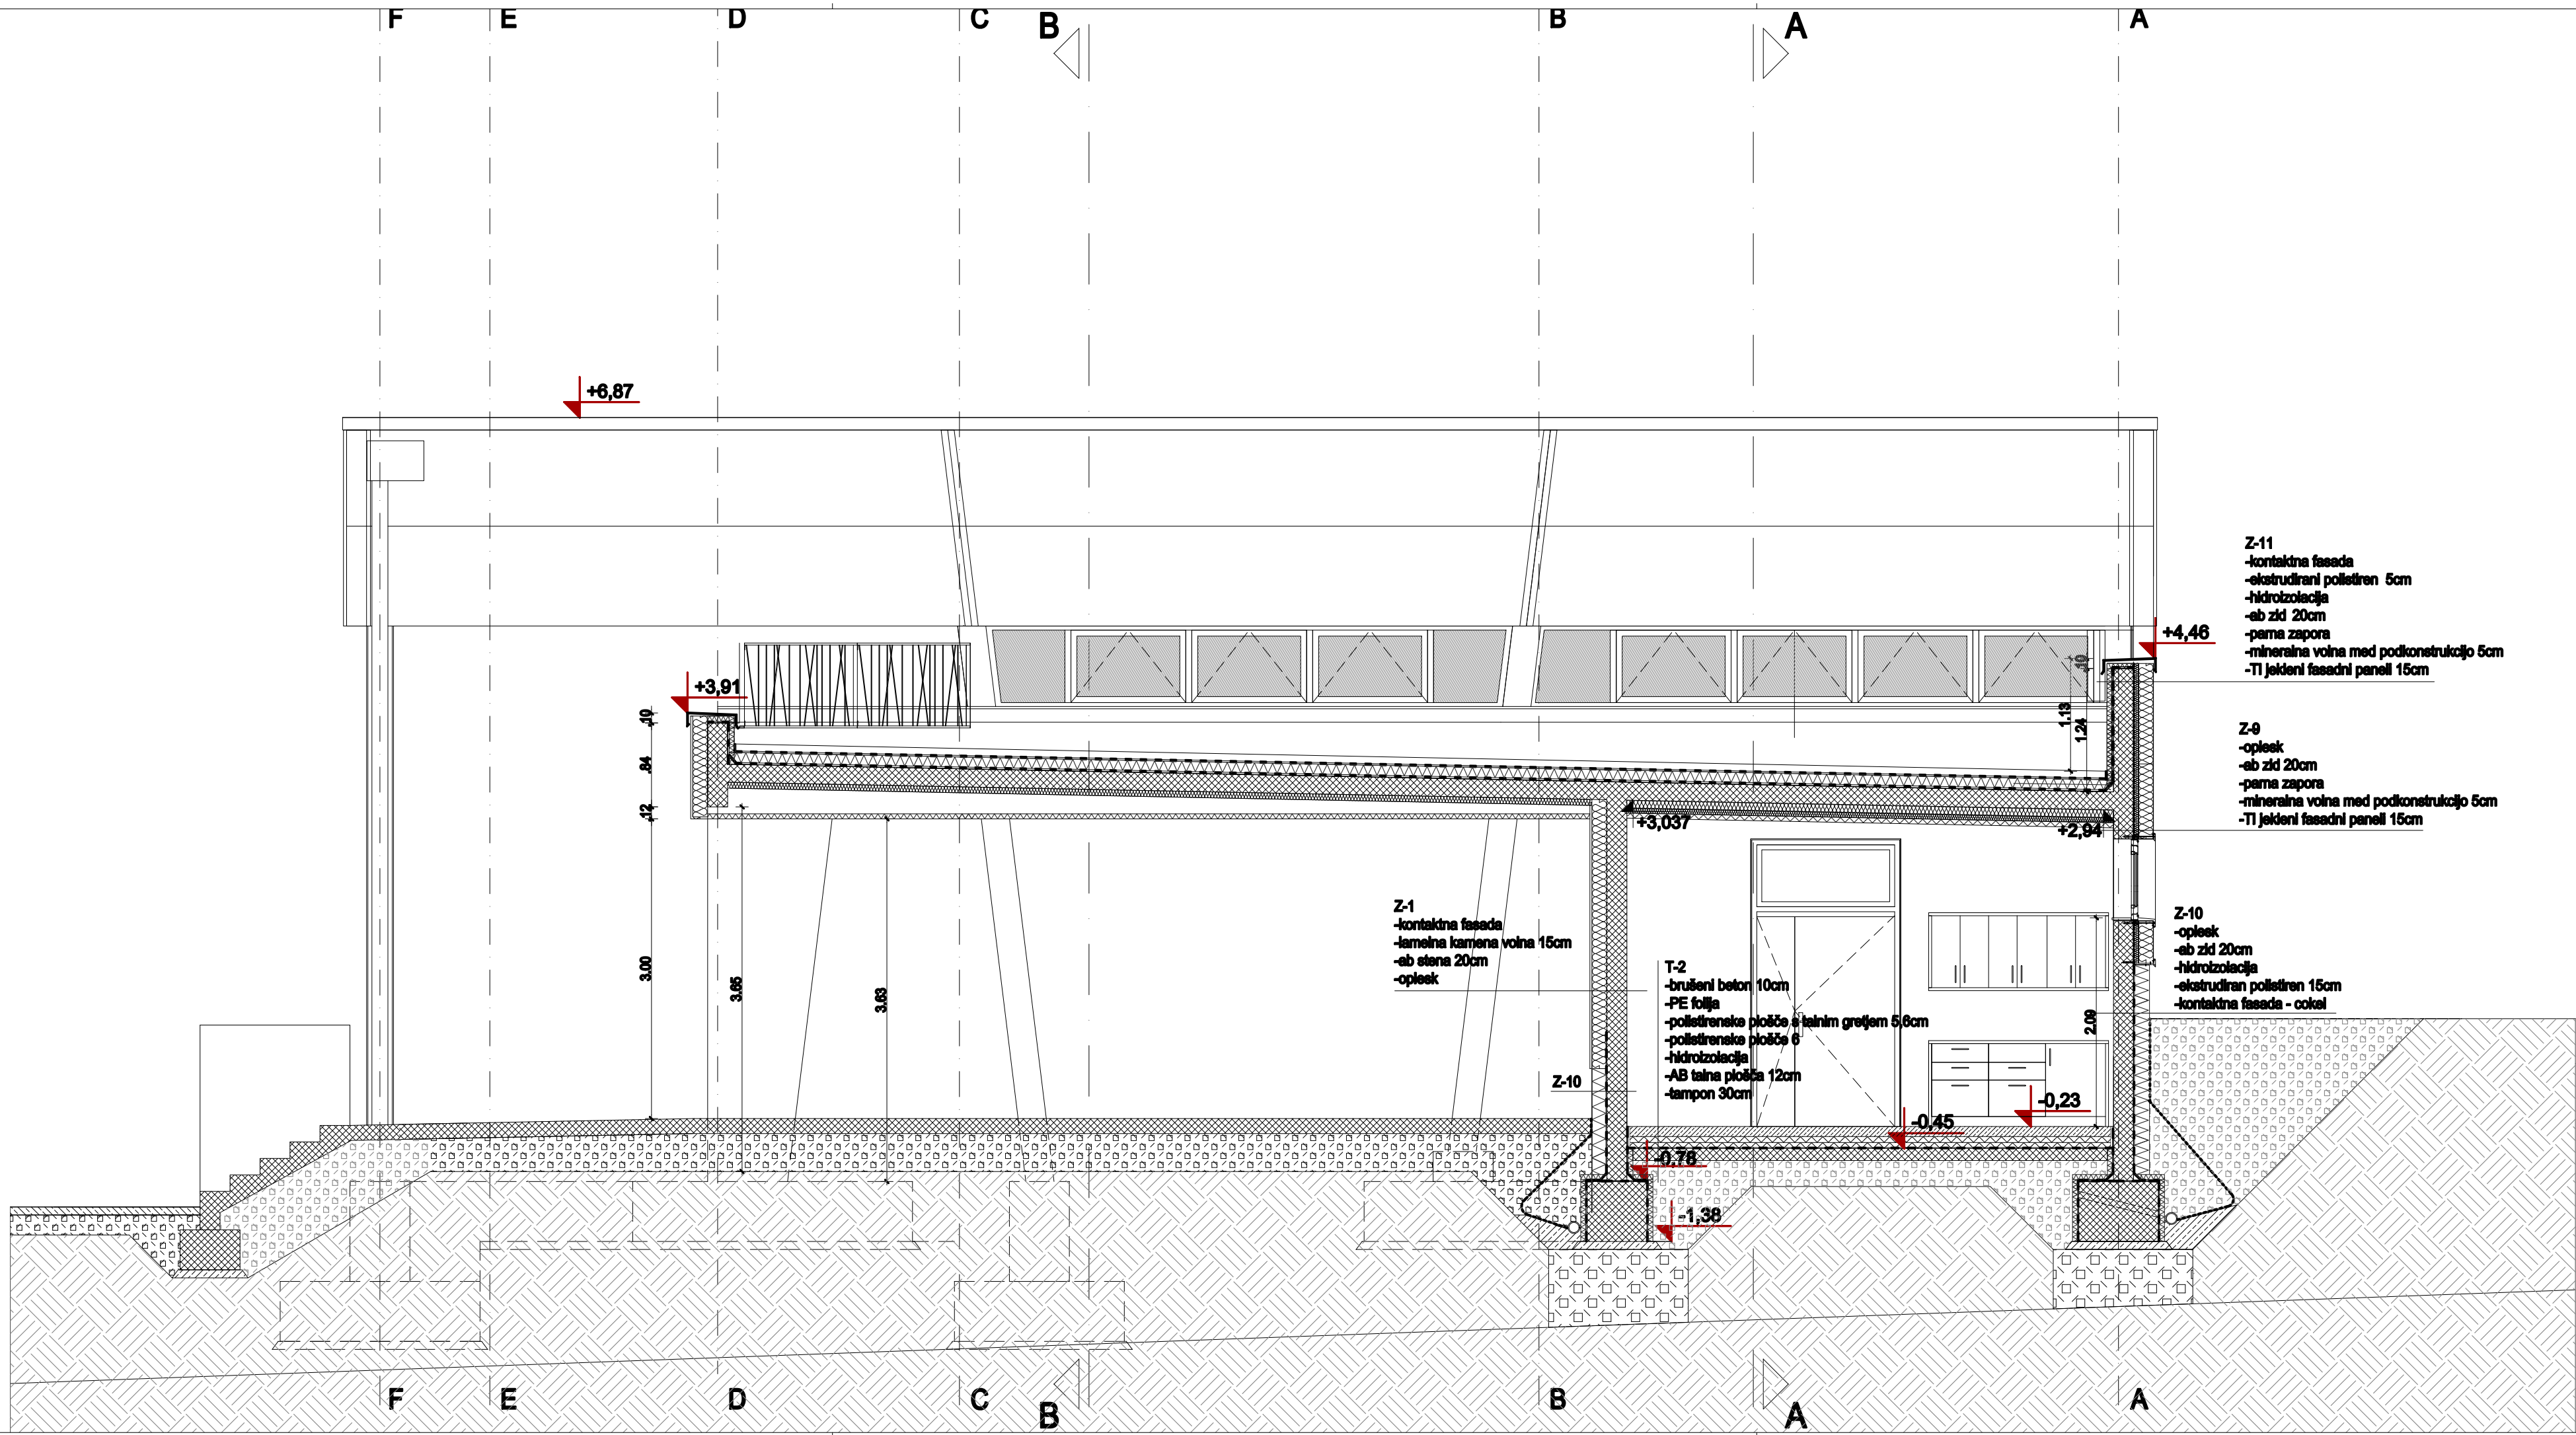 F E D C B B A A
+6,87
Z-11
-kontaktna fasada
-ekstrudirani polistiren 5cm
-hidroizolacija
-ab zid 20cm
-parna zapora
-mineralna volna med podkonstrukcijo 5cm
-TI jekleni fasadni paneli 15cm
+4,46
.10
+3,91
.10
1.13
1.24
Z-9
-oplesk
-ab zid 20cm
-parna zapora
-mineralna volna med podkonstrukcijo 5cm
-TI jekleni fasadni paneli 15cm
.84
.12
+3,037
+2,94
Z-1
-kontaktna fasada
-lamelna kamena volna 15cm
-ab stena 20cm
-oplesk
Z-10
-oplesk
-ab zid 20cm
-hidroizolacija
-ekstrudiran polistiren 15cm
-kontaktna fasada - cokel
3.00
3.65
3.63
T-2
-brušeni beton 10cm
-PE folija
-polistirenske plošče s talnim gretjem 5,6cm
-polistirenske plošče 6
-hidroizolacija
-AB talna plošča 12cm
-tampon 30cm
2.09
Z-10
-0,23
-0,45
-0,78
-1,38
F E D C B B A A